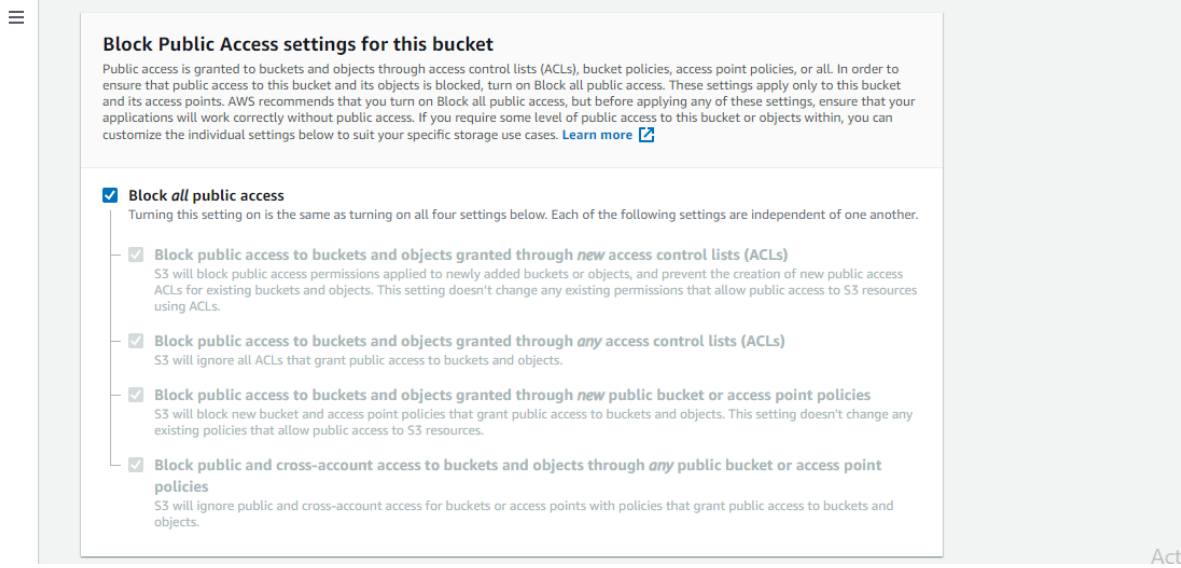 Block Public Access settings for this bucket
Public access is granted to buckets and objects through access control lists (ACLs), bucket policies, access point policies, or all. In order to
ensure that public access to this bucket and its objects is blocked, turn on Block all public access. These settings apply only to this bucket
and its access points. AWS recommends that you turn on Block all public access, but before applying any of these settings, ensure that your
applications will work correctly without public access. If you require some level of public access to this bucket or objects within, you can
customize the individual settings below to suit your specific storage use cases. Learn more
Block all public access
Turning this setting on is the same as turning on all four settings below. Each of the following settings are independent of one another.
Block public access to buckets and objects granted through new access control lists (ACLs)
S3 will block public access permissions applied to newly added buckets or objects, and prevent the creation of new public access
ACLs for existing buckets and objects. This setting doesn't change any existing permissions that allow public access to S3 resources
using ACLs.
Block public access to buckets and objects granted through any access control lists (ACLs)
S3 will ignore all ACLs that grant public access to buckets and objects.
Block public access to buckets and objects granted through new public bucket or access point policies
S3 will block new bucket and access point policies that grant public access to buckets and objects. This setting doesn't change any
existing policies that allow public access to S3 resources.
Block public and cross-account access to buckets and objects through any public bucket or access point
policies
S3 will ignore public and cross-account access for buckets or access points with policies that grant public access to buckets and
objects.
Act